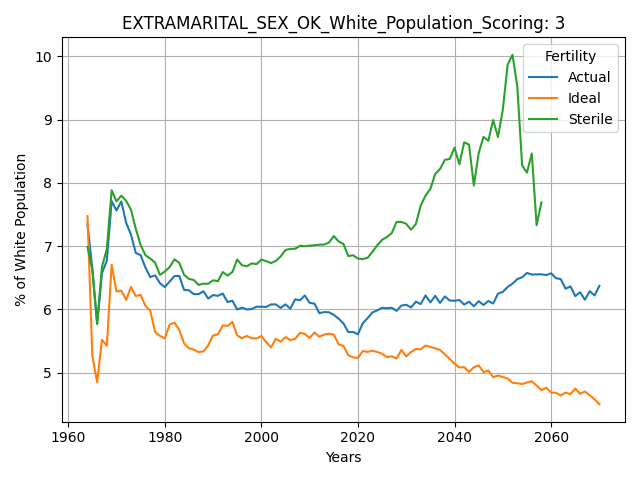 EXTRAMARITAL_SEX_OK_White_Population_Scoring: 3
% of White Population
10
9
8
7
6
5
Fertility
Actual
Ideal
Sterile
1960 1980 2000 2020 2040 2060
Years